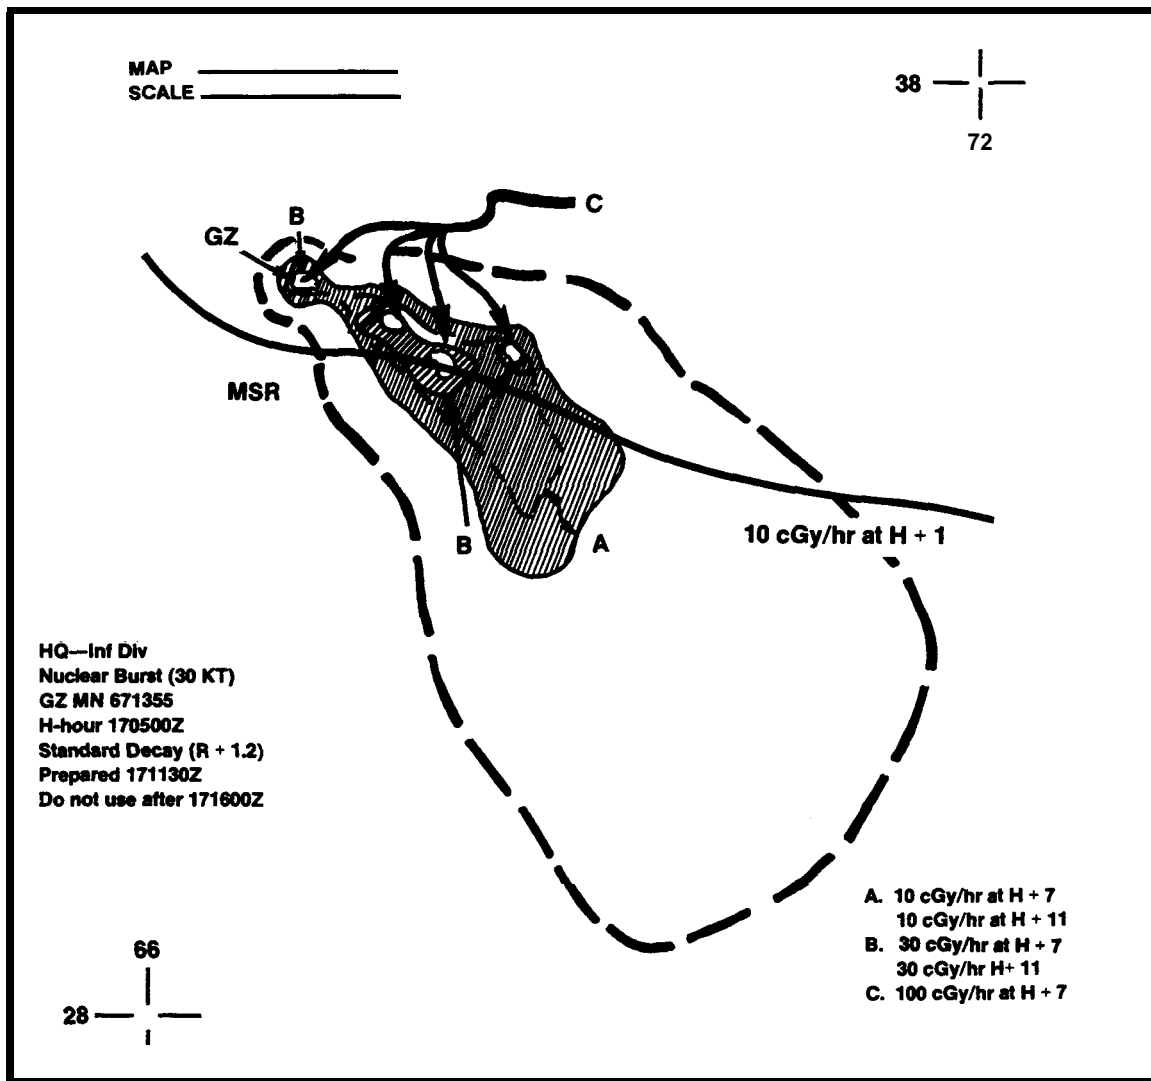 MAP
SCALE
38
72
C
B
GZ
MSR
10 cGy/hr at H + 1
B
A
HQ—Inf Div
Nuclear Burst (30 KT)
GZ MN 671355
H-hour 170500Z
Standard Decay (R + 1.2)
Prepared 171130Z
Do not use after 171600Z
A. 10 cGy/hr at H + 7
10 cGy/hr at H + 11
B. 30 cGy/hr at H + 7
30 cGy/hr H+ 11
C. 100 cGy/hr at H + 7
66
28